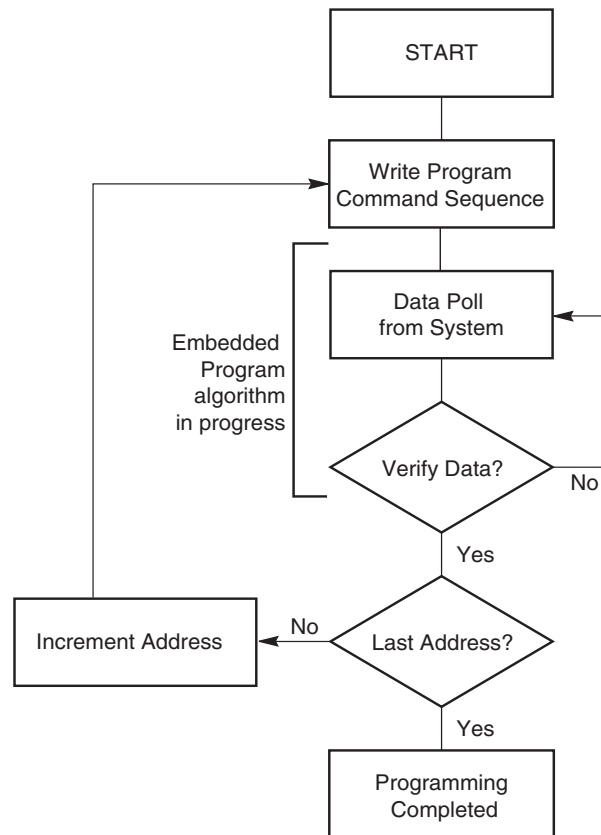 START
Write Program
Command Sequence
Data Poll
from System
Embedded
Program
algorithm
in progress
Verify Data?
No
Yes
Increment Address
No
Last Address?
Yes
Programming
Completed